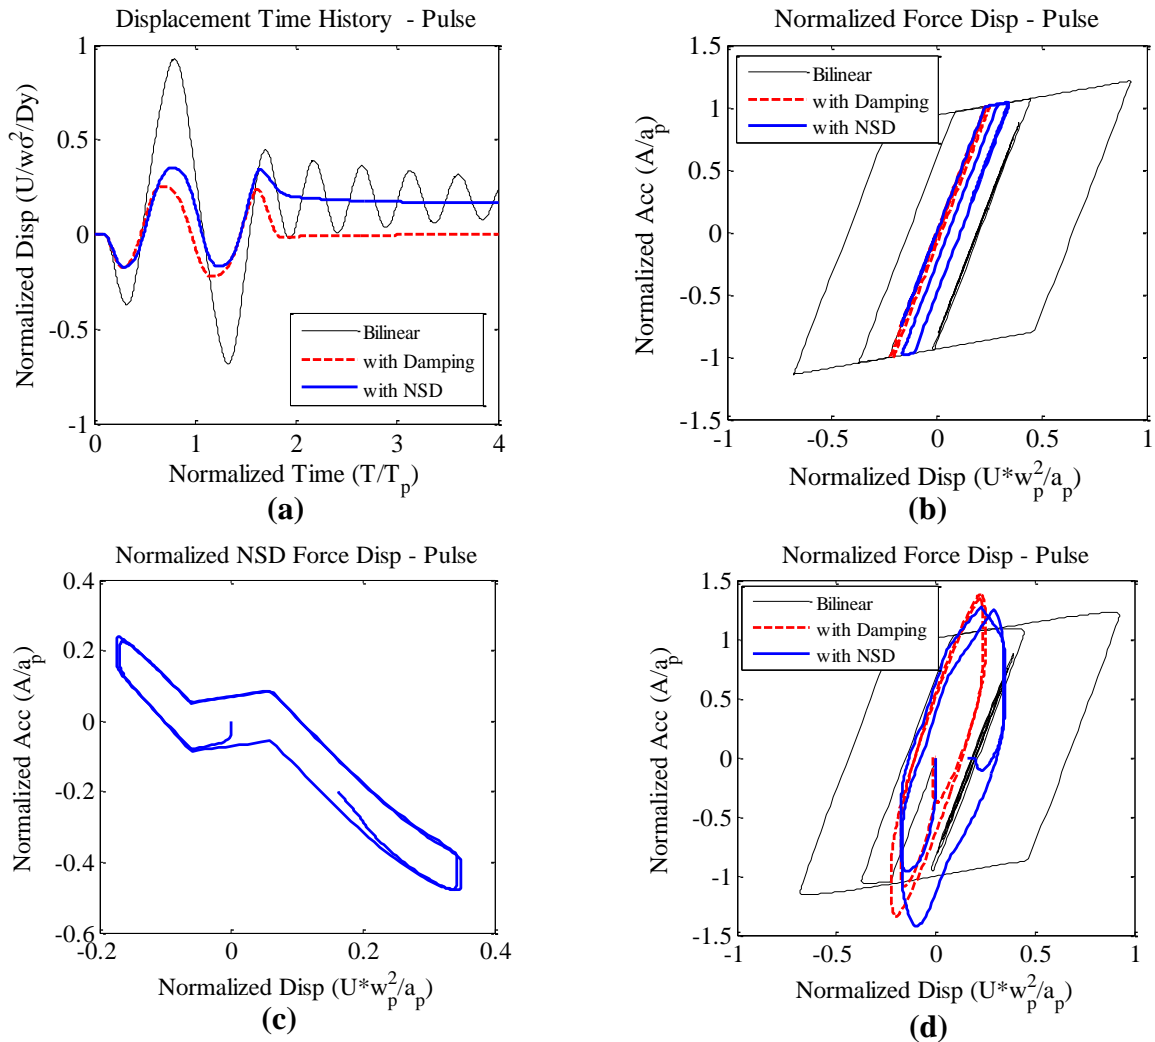 Displacement Time History - Pulse
Normalized Disp (U/wo²/Dy)
1
0.5
0
-0.5
-1
Bilinear
with Damping
with NSD
0 1 2 3 4
Normalized Time (T/Tp)
(a)
Normalized Force Disp - Pulse
Normalized Acc (A/ap)
1.5
1
0.5
0
-0.5
-1
-1.5
Bilinear
with Damping
with NSD
-1 -0.5 0 0.5 1
Normalized Disp (U*wp²/ap)
(b)
Normalized NSD Force Disp - Pulse
Normalized Acc (A/ap)
0.4
0.2
0
-0.2
-0.4
-0.6
-0.2 0 0.2 0.4
Normalized Disp (U*wp²/ap)
(c)
Normalized Force Disp - Pulse
Normalized Acc (A/ap)
1.5
1
0.5
0
-0.5
-1
-1.5
Bilinear
with Damping
with NSD
-1 -0.5 0 0.5 1
Normalized Disp (U*wp²/ap)
(d)